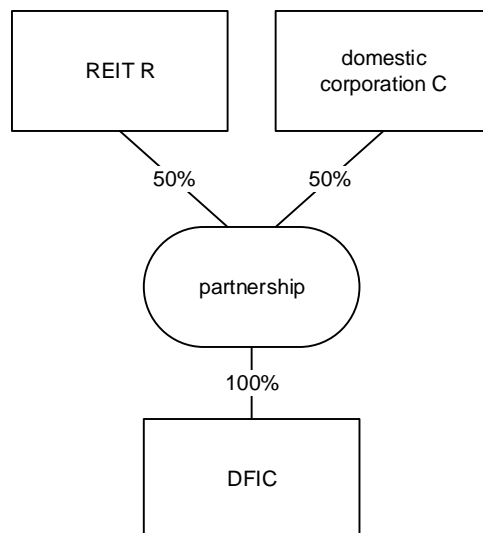 REIT R
domestic
corporation C
50%
50%
partnership
100%
DFIC